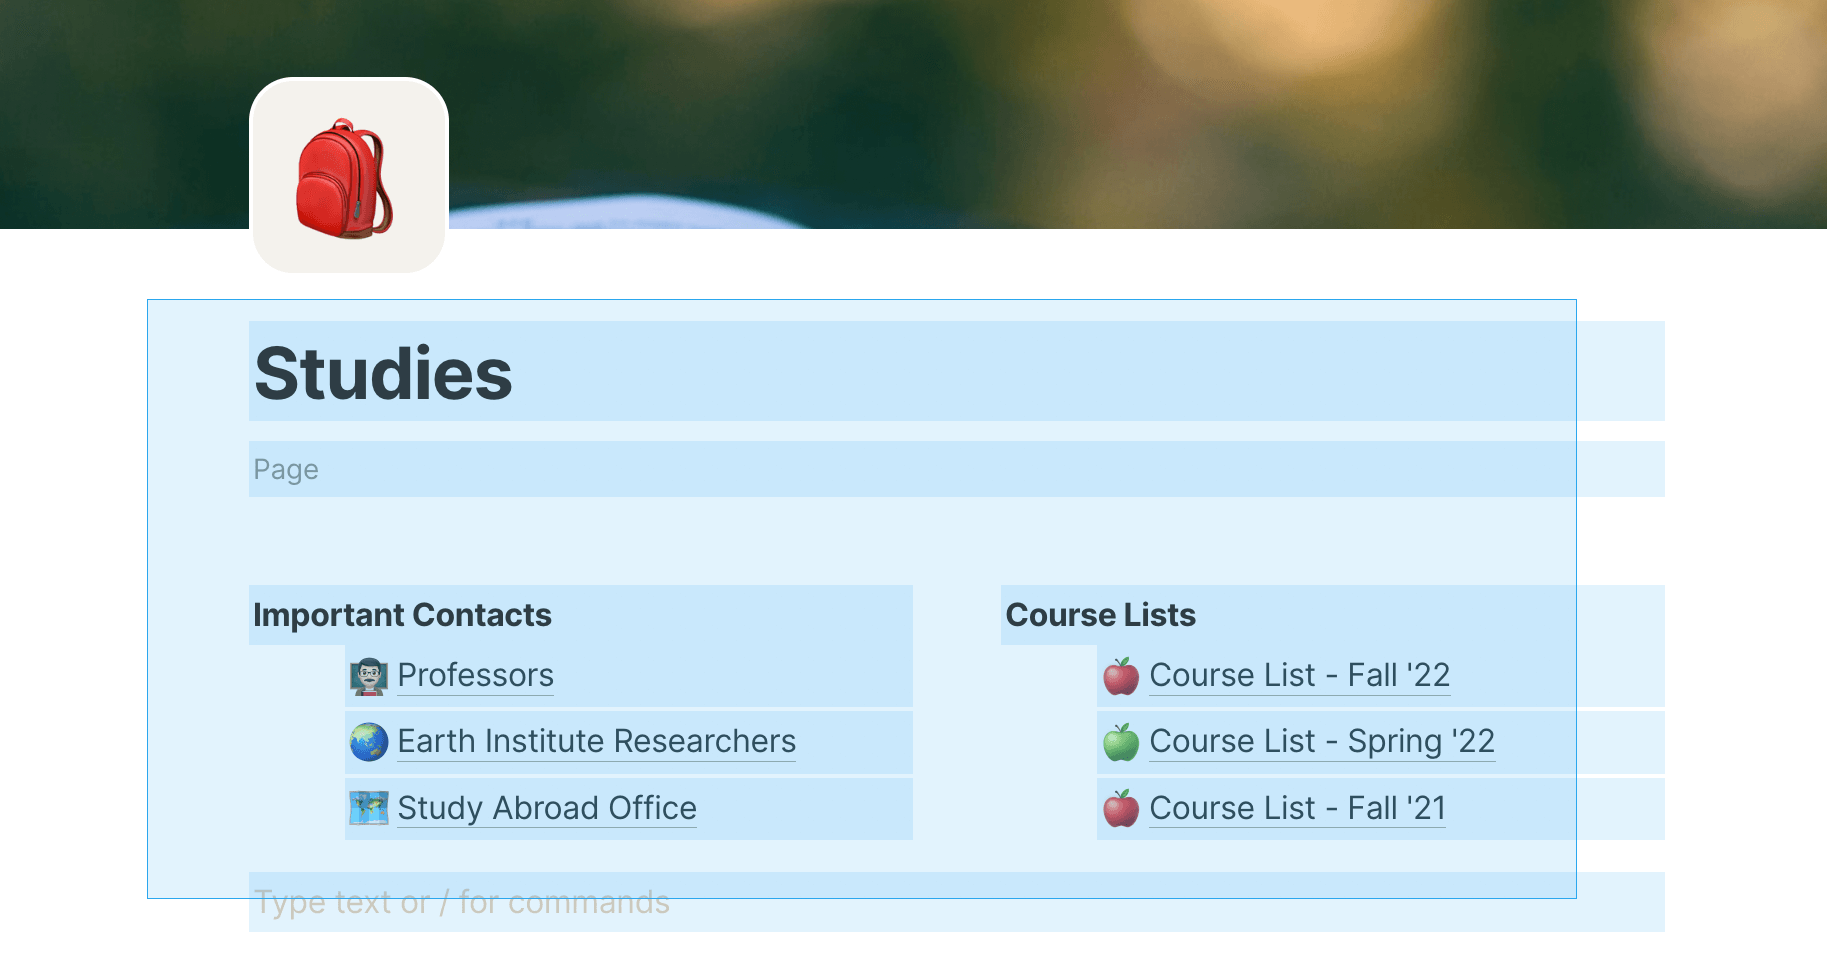 Studies
Page
Important Contacts
Professors
Earth Institute Researchers
Study Abroad Office
Course Lists
Course List - Fall '22
Course List - Spring '22
Course List - Fall '21
Type text or / for commands